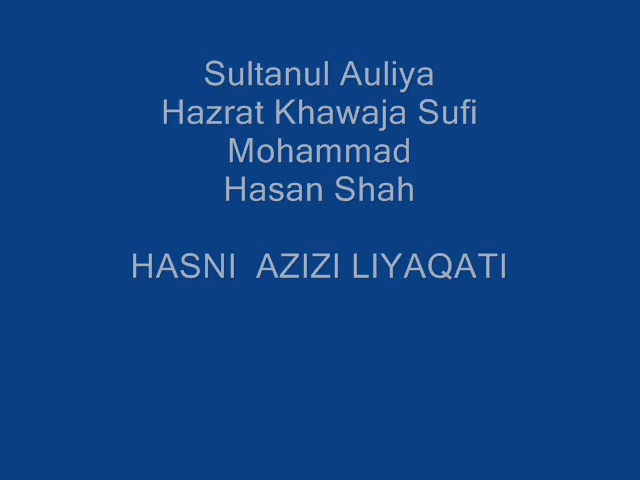 Sultanul Auliya
Hazrat Khawaja Sufi
Mohammad
Hasan Shah
HASNI  AZIZI LIYAQATI